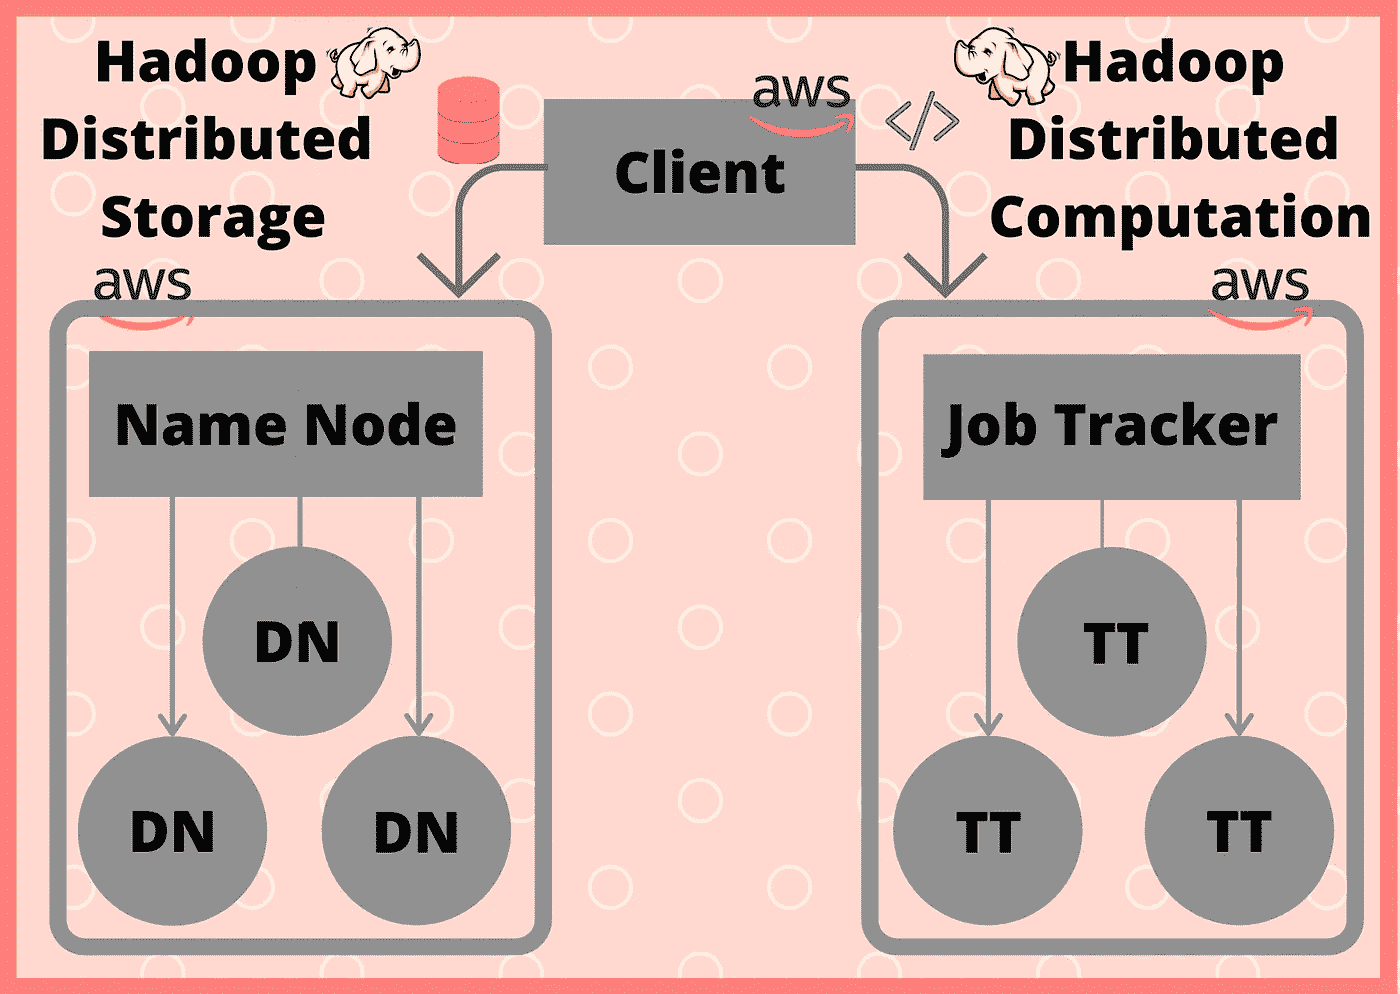 Hadoop
Distributed
Storage
aws
Client
aws
Hadoop
Distributed
Computation
aws
Name Node
DN
DN
DN
Job Tracker
TT
TT
TT